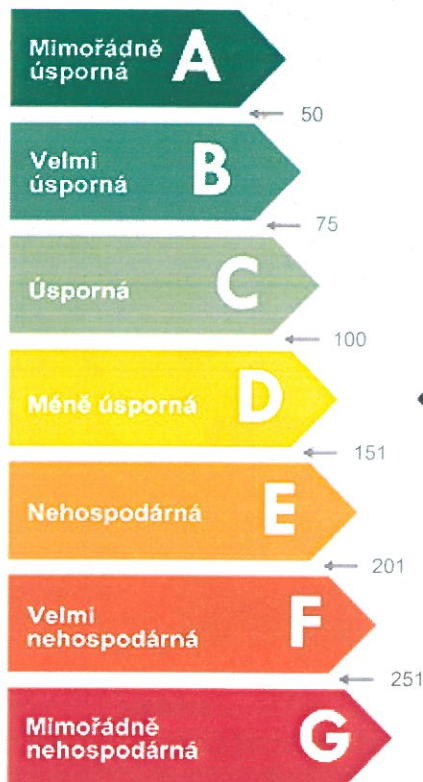 Mimořádně
úsporná
A
50
Velmi
úsporná
B
75
Úsporná
C
100
Méně úsporná
D
151
Nehospodárná
E
201
Velmi
nehospodárná
F
251
Mimořádně
nehospodárná
G